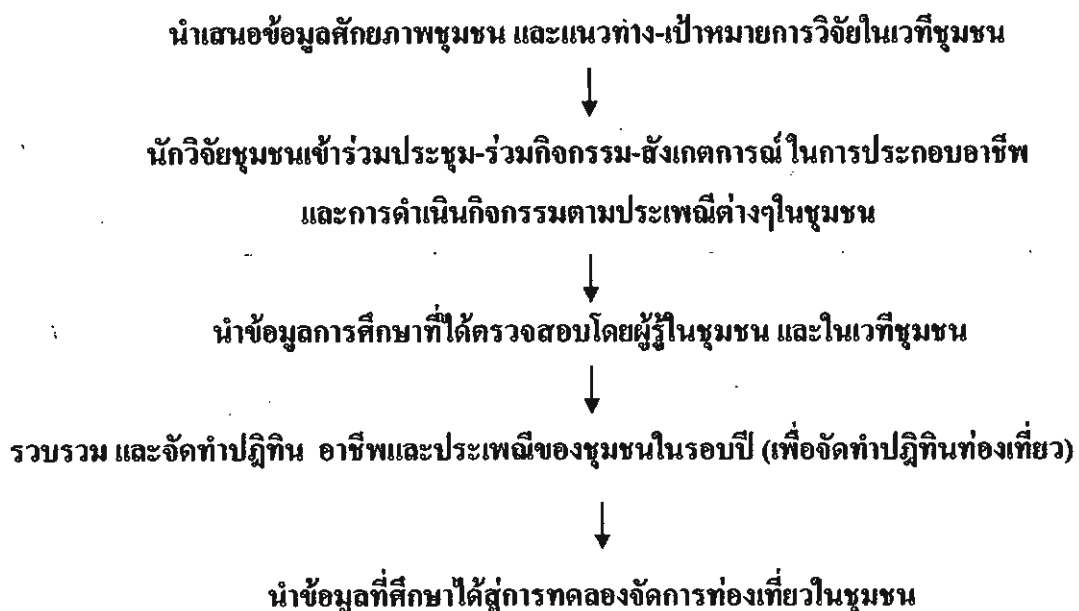 นำเสนอข้อมูลศักยภาพชุมชน และแนวทาง-เป้าหมายการวิจัยในเวทีชุมชน
นักวิจัยชุมชนเข้าร่วมประชุม-ร่วมกิจกรรม-สังเกตการณ์ ในการประกอบอาชีพ
และการดำเนินกิจกรรมตามประเพณีต่างๆในชุมชน
นำข้อมูลการศึกษาที่ได้ตรวจสอบโดยผู้รู้ในชุมชน และในเวทีชุมชน
รวบรวม และจัดทำปฎิทิน อาชีพและประเพณีของชุมชนในรอบปี (เพื่อจัดทำปฎิทินท่องเที่ยว)
นำข้อมูลที่ศึกษาได้สู่การทดลองจัดการท่องเที่ยวในชุมชน